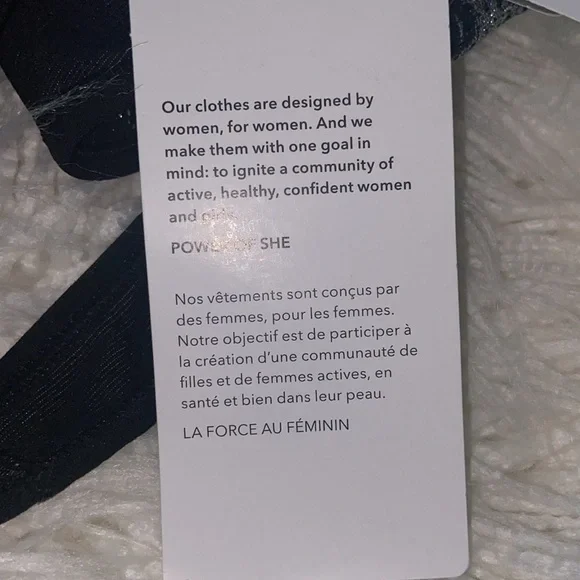 Our clothes are designed by
women, for women. And we
make them with one goal in
mind: to ignite a community of
active, healthy, confident women
and girls.
POWER OF SHE
Nos vêtements sont conçus par
des femmes, pour les femmes.
Notre objectif est de participer à
la création d'une communauté de
filles et de femmes actives, en
santé et bien dans leur peau.
LA FORCE AU FÉMININ